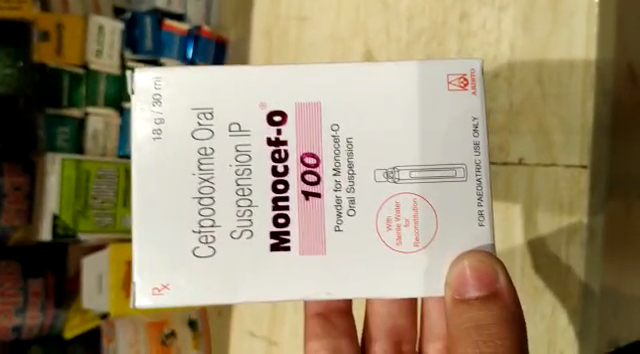 Rx
18 g / 30 ml
Cefpodoxime Oral
Suspension IP
Monocef-O®
100
Powder for Monocef-O
Oral Suspension
With
Sterile Water
for
Reconstitution
FOR PAEDIATRIC USE ONLY
ARISTO